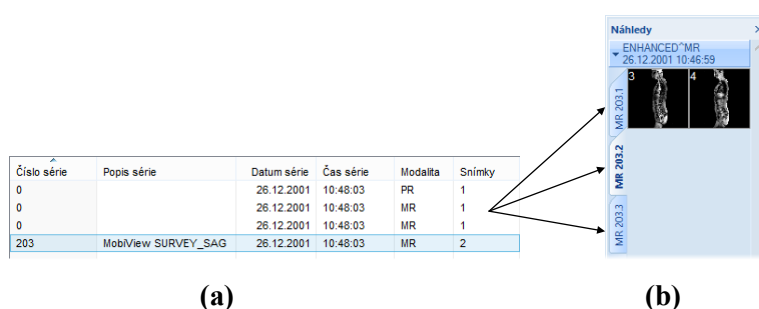 Náhledy
ENHANCED^MR
26.12.2001 10:46:59
3 4
MR 203.1
MR 203.2
MR 203.3
Číslo série Popis série Datum série Čas série Modalita Snímky
0 26.12.2001 10:48:03 PR 1
0 26.12.2001 10:48:03 MR 1
0 26.12.2001 10:48:03 MR 1
203 MobiView SURVEY_SAG 26.12.2001 10:48:03 MR 2
(a) (b)